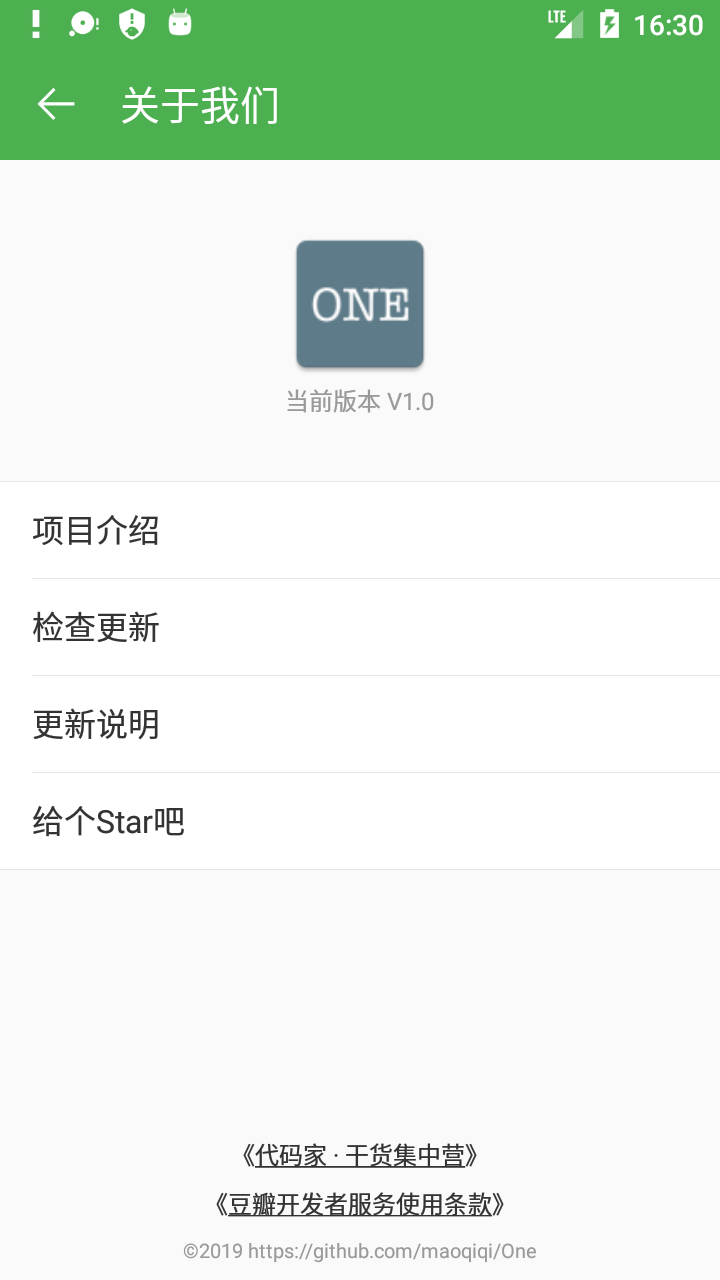 LTE 16:30
关于我们
ONE
当前版本 V1.0
项目介绍
检查更新
更新说明
给个Star吧
《代码家 · 干货集中营》
《豆瓣开发者服务使用条款》
©2019 https://github.com/maoqiqi/One